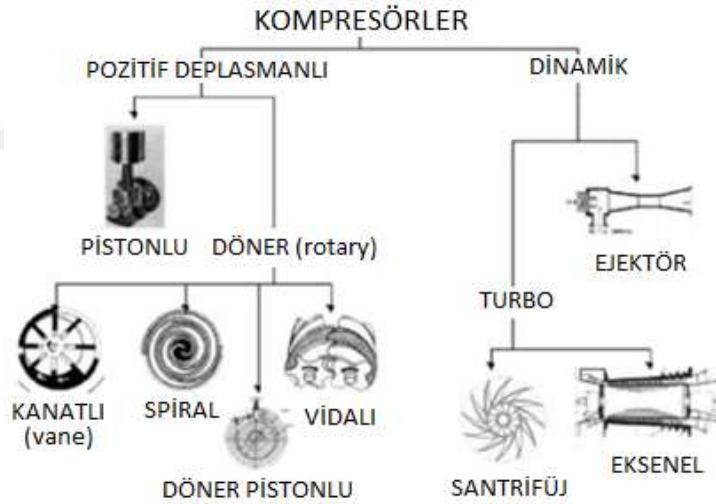 KOMPRESÖRLER
POZİTİF DEPLASMANLI
DİNAMİK
PİSTONLU
DÖNER (rotary)
EJEKTÖR
TURBO
KANATLI
(vane)
SPİRAL
VİDALI
DÖNER PİSTONLU
SANTRİFÜJ
EKSENEL